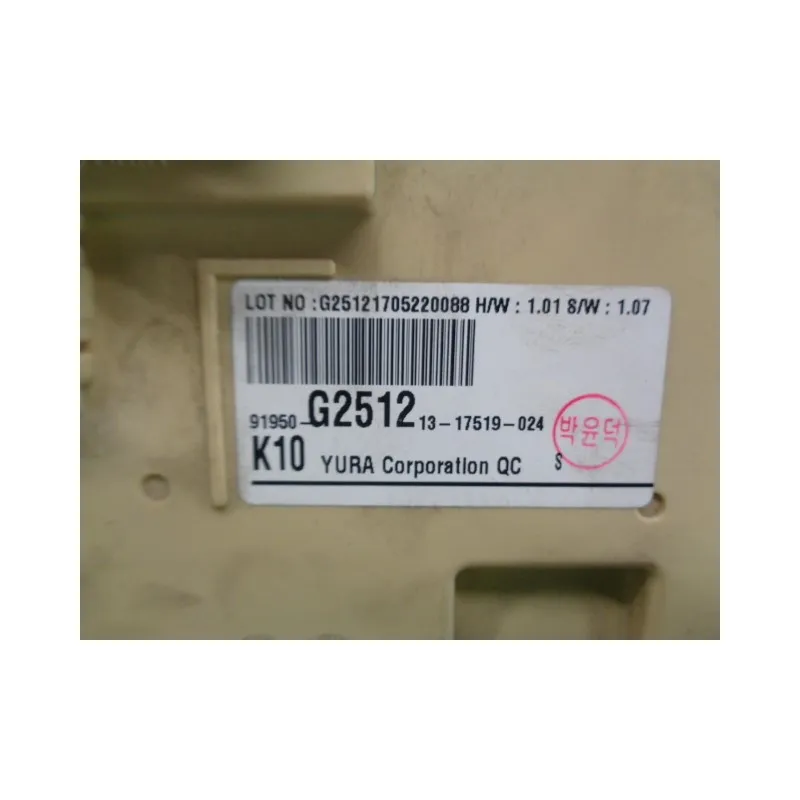 LOT NO :G25121705220088 H/W : 1.01 S/W : 1.07
91950-G2512 13-17519-024
박윤덕
K10 YURA Corporation QC S